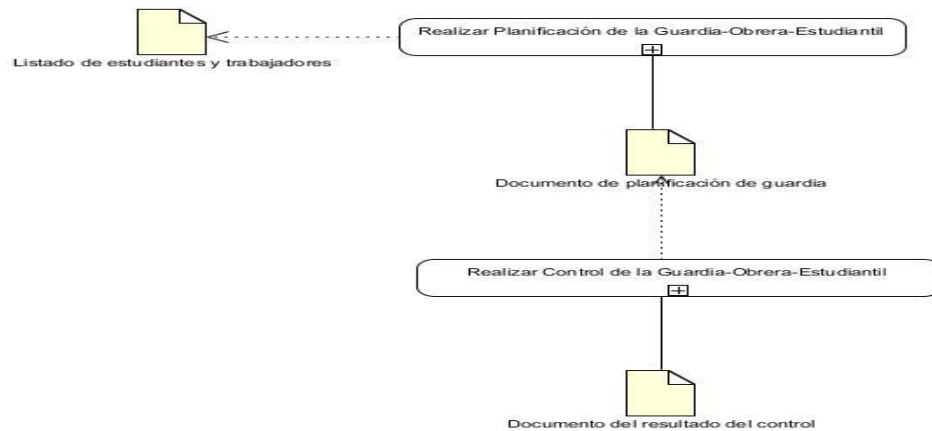 Realizar Planificación de la Guardia-Obrera-Estudiantil
Listado de estudiantes y trabajadores
Documento de planificación de guardia
Realizar Control de la Guardia-Obrera-Estudiantil
Documento del resultado del control